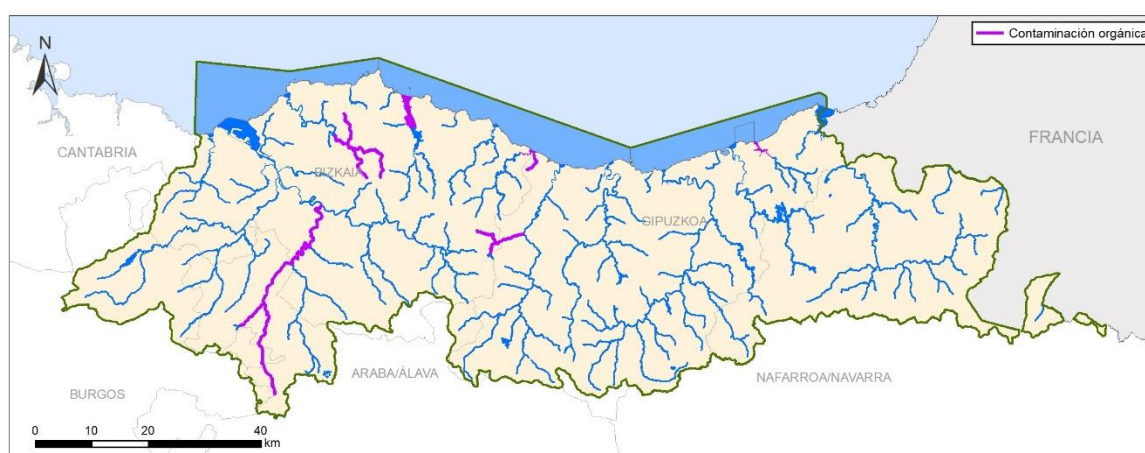 N
Contaminación orgánica
CANTABRIA
BIZKAIA
GIPUZKOA
FRANCIA
BURGOS
ARABA/ÁLAVA
NAFARROA/NAVARRA
0 10 20 40
km